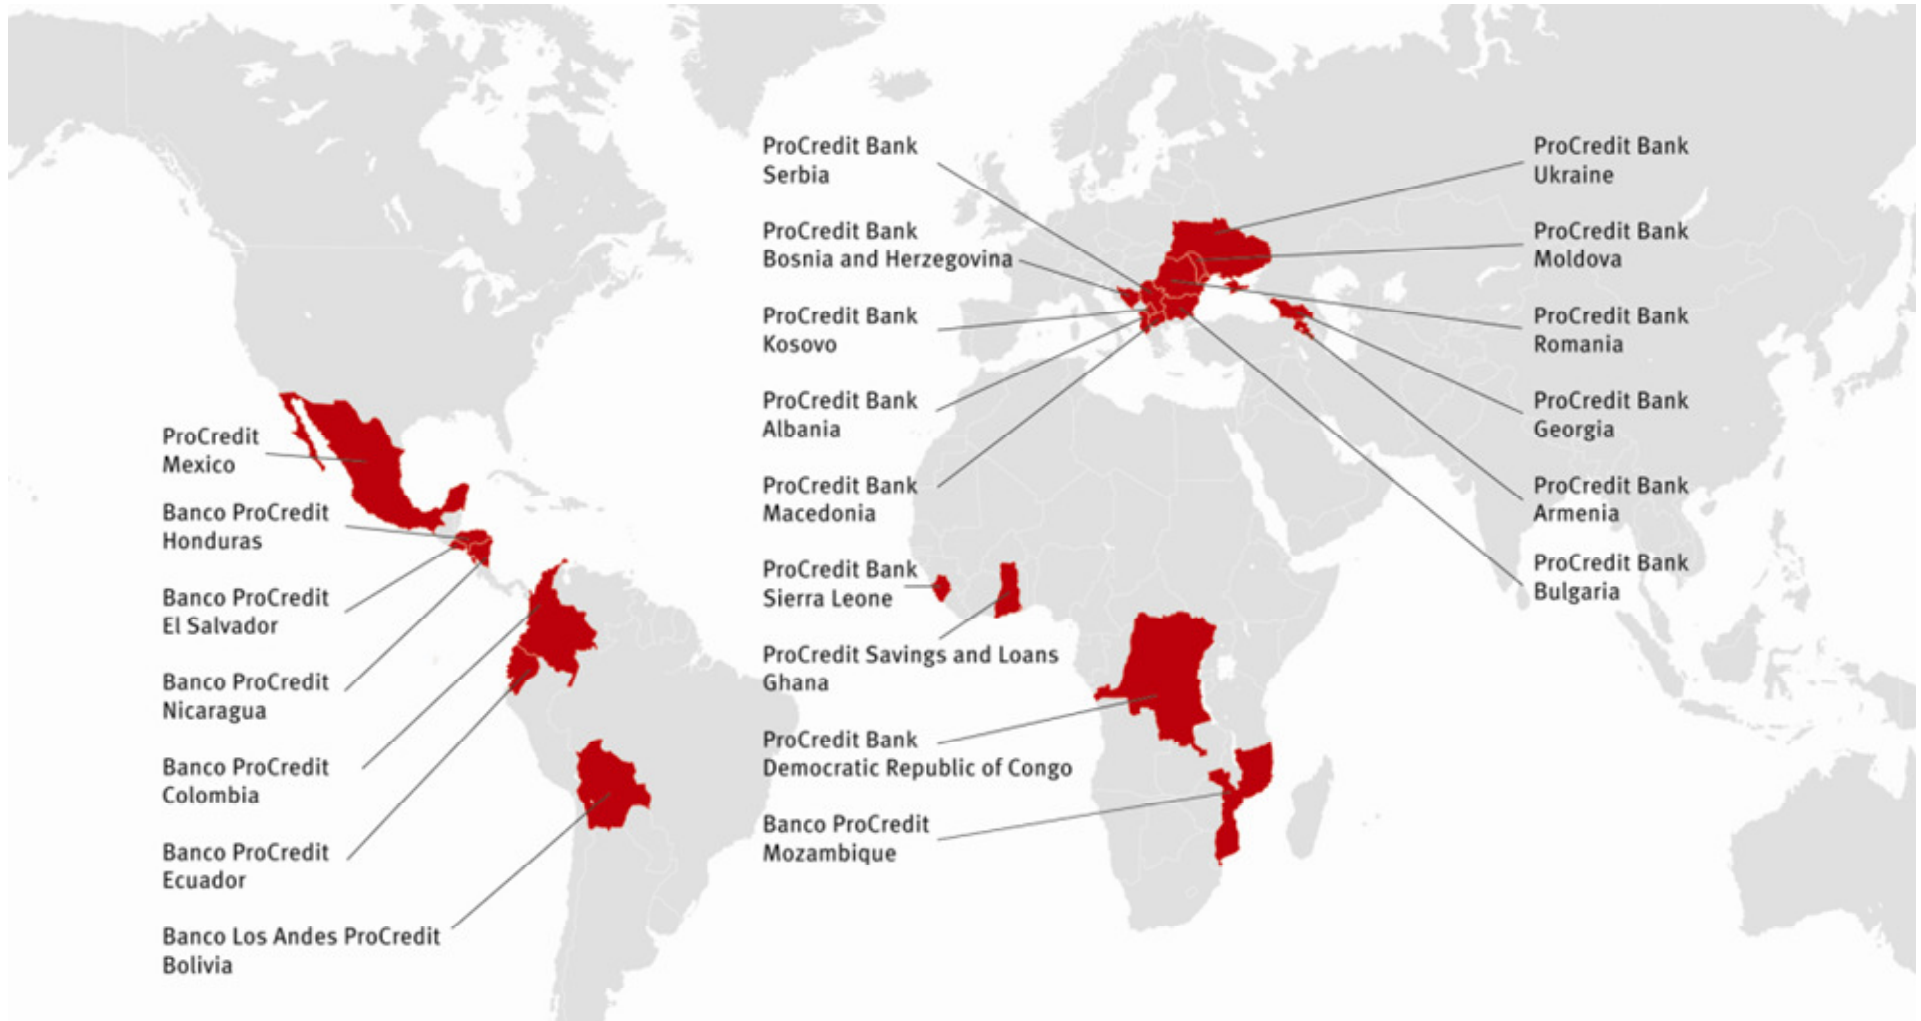 ProCredit
Mexico
Banco ProCredit
Honduras
Banco ProCredit
El Salvador
Banco ProCredit
Nicaragua
Banco ProCredit
Colombia
Banco ProCredit
Ecuador
Banco Los Andes ProCredit
Bolivia
ProCredit Bank
Serbia
ProCredit Bank
Bosnia and Herzegovina
ProCredit Bank
Kosovo
ProCredit Bank
Albania
ProCredit Bank
Macedonia
ProCredit Bank
Sierra Leone
ProCredit Savings and Loans
Ghana
ProCredit Bank
Democratic Republic of Congo
Banco ProCredit
Mozambique
ProCredit Bank
Ukraine
ProCredit Bank
Moldova
ProCredit Bank
Romania
ProCredit Bank
Georgia
ProCredit Bank
Armenia
ProCredit Bank
Bulgaria